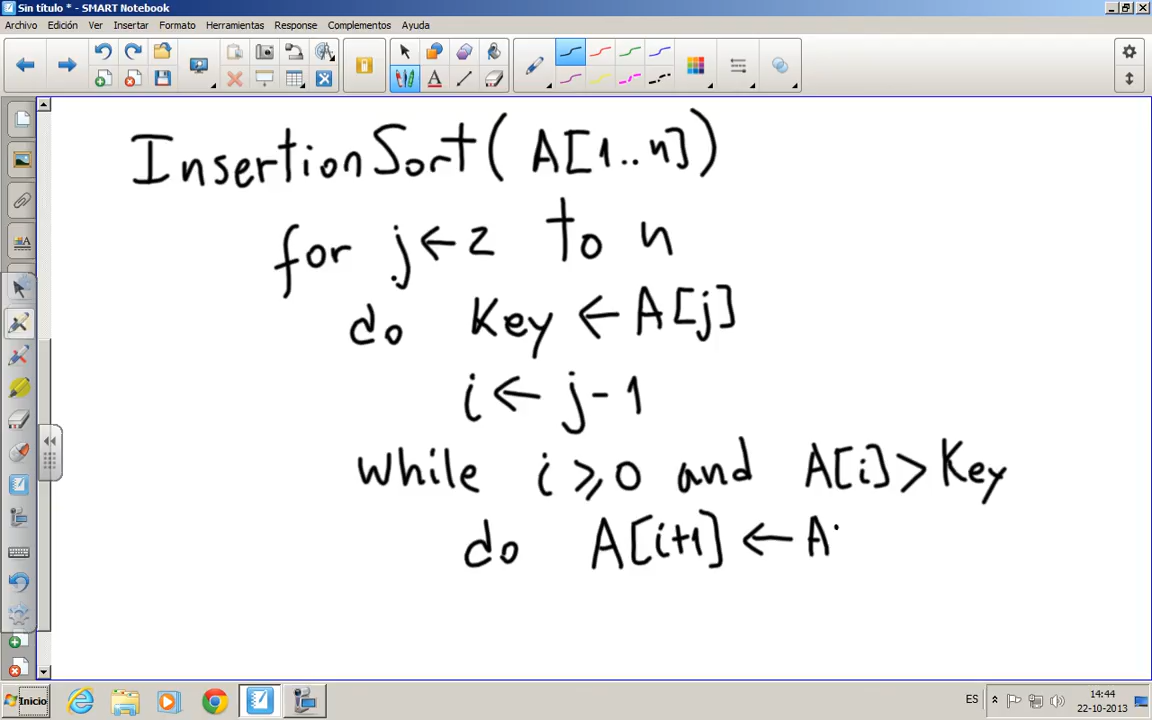 Sin título * - SMART Notebook
Archivo Edición Ver Insertar Formato Herramientas Response Complementos Ayuda
InsertionSort(A[1..n])
for j←2 to n
do Key ← A[j]
i ← j-1
while i ≥ 0 and A[i] > Key
do A[i+1] ← A
Inicio
ES
14:44
22-10-2013